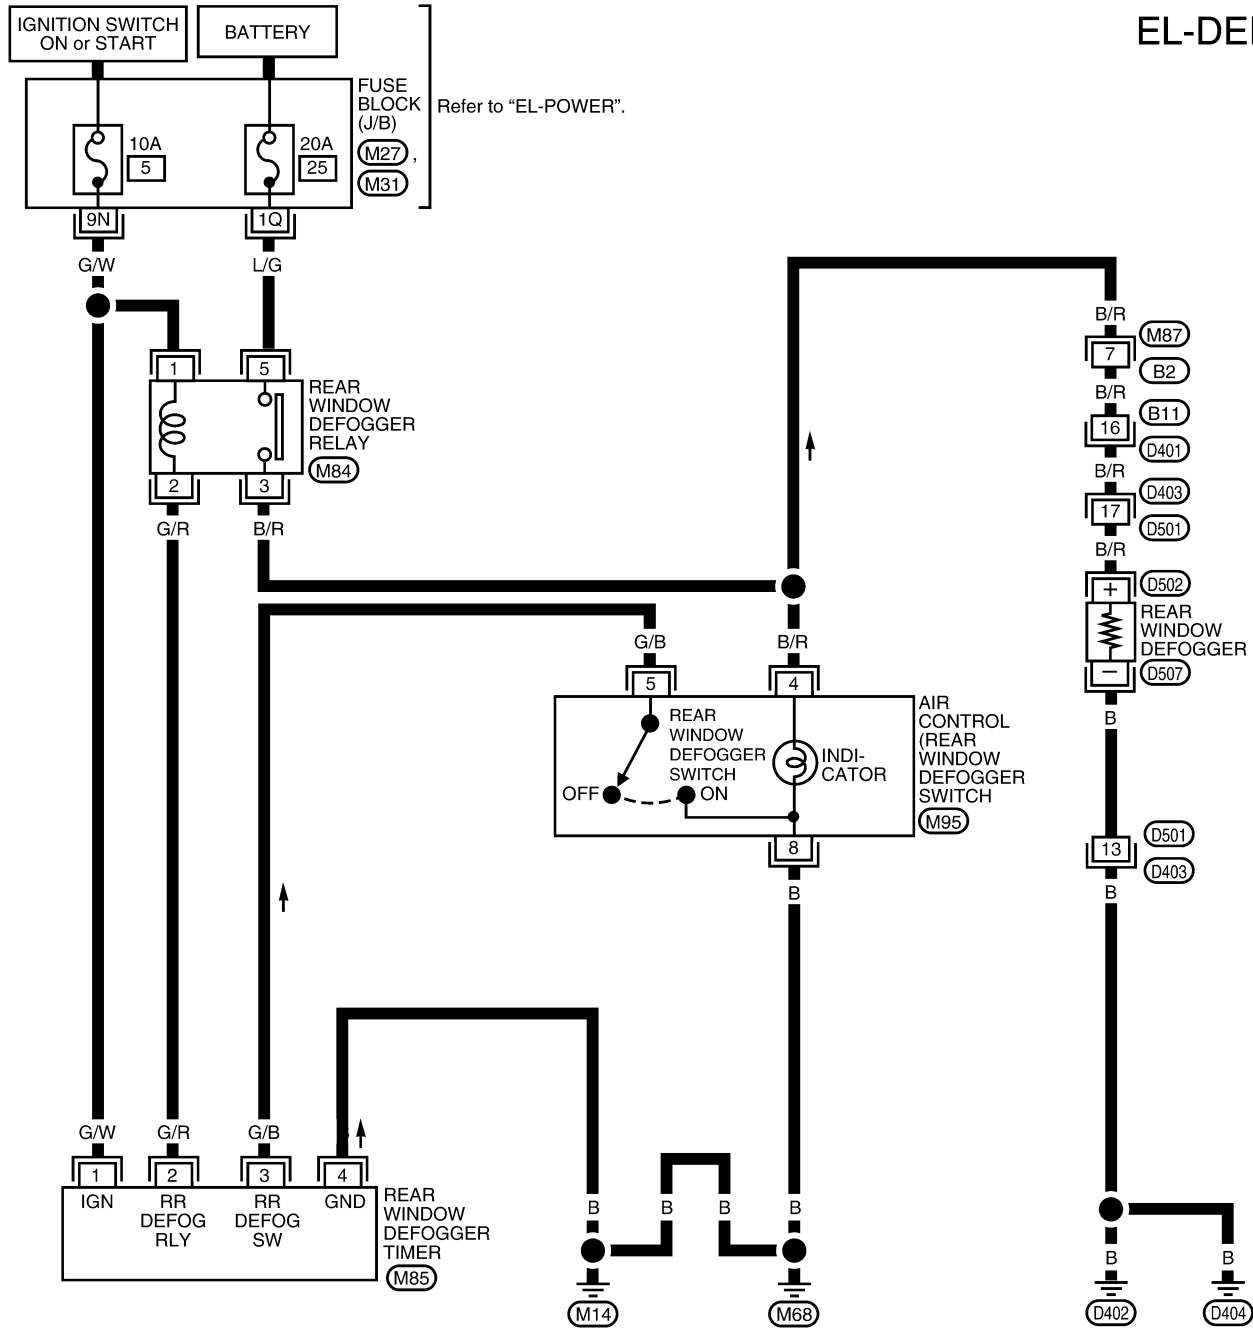 EL-DE
IGNITION SWITCH
ON or START
BATTERY
FUSE
BLOCK
(J/B)
M27 ,
M31
Refer to “EL-POWER”.
10A
5
20A
25
9N
1Q
G/W
L/G
1
5
REAR
WINDOW
DEFOGGER
RELAY
M84
2
3
G/R
B/R
B/R
M87
7
B2
B/R
B11
16
D401
B/R
D403
17
D501
B/R
+
D502
REAR
WINDOW
DEFOGGER
−
D507
B
G/B
B/R
5
4
REAR
WINDOW
DEFOGGER
SWITCH
OFF
ON
INDI-
CATOR
AIR
CONTROL
(REAR
WINDOW
DEFOGGER
SWITCH
M95
8
B
13
D501
D403
B
G/W
G/R
G/B
1
2
3
4
IGN
RR
DEFOG
RLY
RR
DEFOG
SW
GND
REAR
WINDOW
DEFOGGER
TIMER
M85
B
B
B
B
M14
M68
B
B
D402
D404